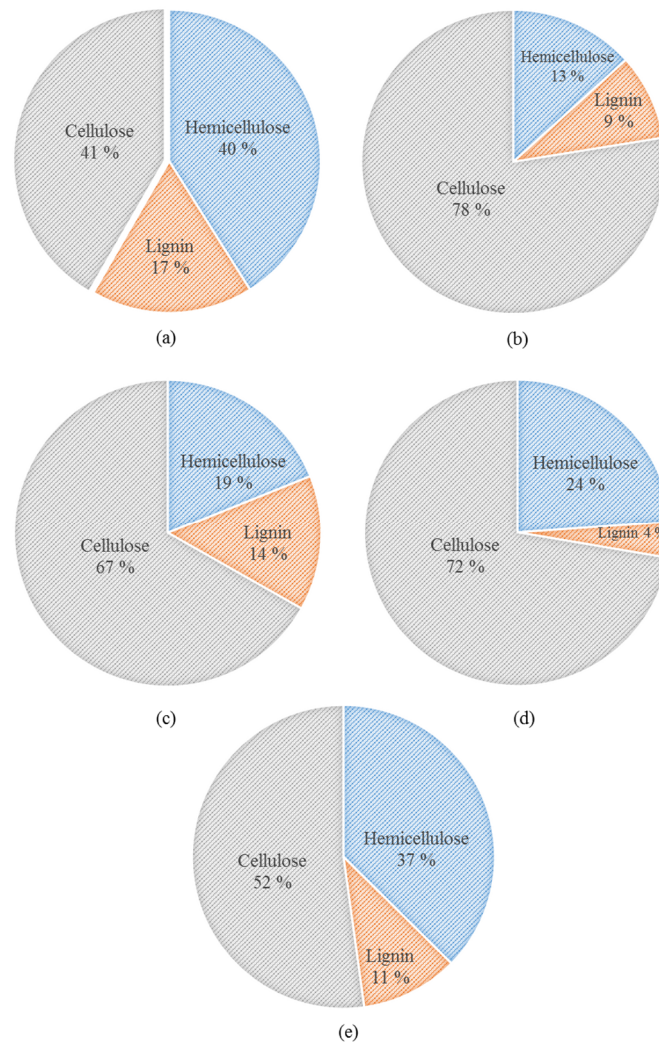 Cellulose
41 %
Hemicellulose
40 %
Lignin
17 %
(a)
Hemicellulose
13 %
Lignin
9 %
Cellulose
78 %
(b)
Hemicellulose
19 %
Lignin
14 %
Cellulose
67 %
(c)
Hemicellulose
24 %
Lignin 4 %
Cellulose
72 %
(d)
Hemicellulose
37 %
Cellulose
52 %
Lignin
11 %
(e)